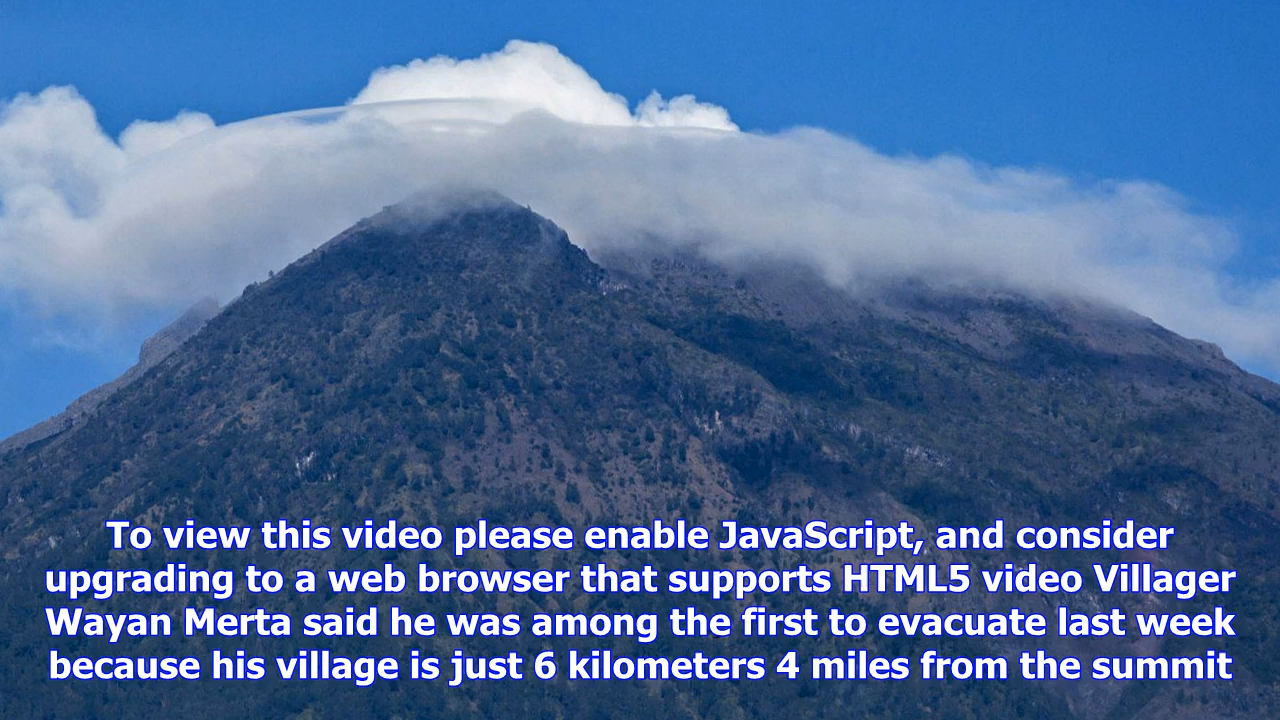 To view this video please enable JavaScript, and consider
upgrading to a web browser that supports HTML5 video Villager
Wayan Merta said he was among the first to evacuate last week
because his village is just 6 kilometers 4 miles from the summit